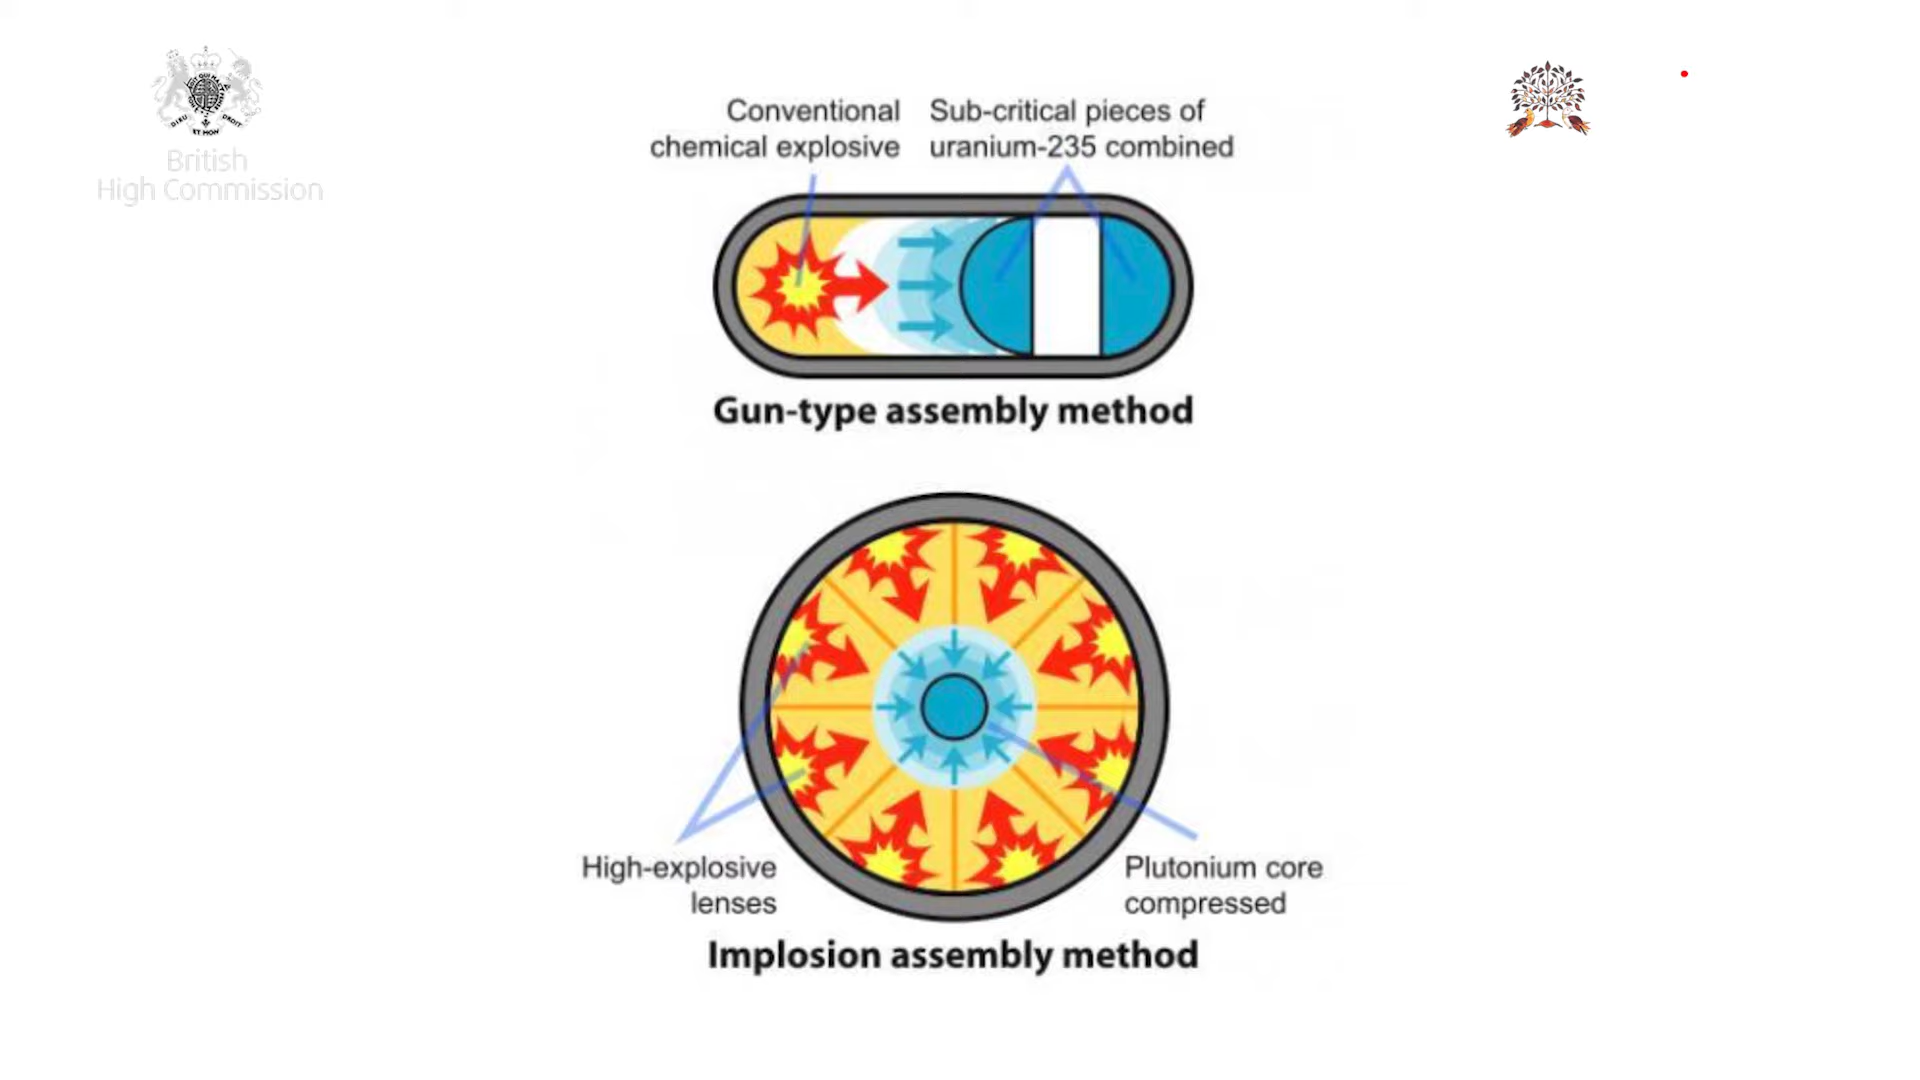 British
High Commission
Conventional
chemical explosive
Sub-critical pieces of
uranium-235 combined
Gun-type assembly method
High-explosive
lenses
Plutonium core
compressed
Implosion assembly method